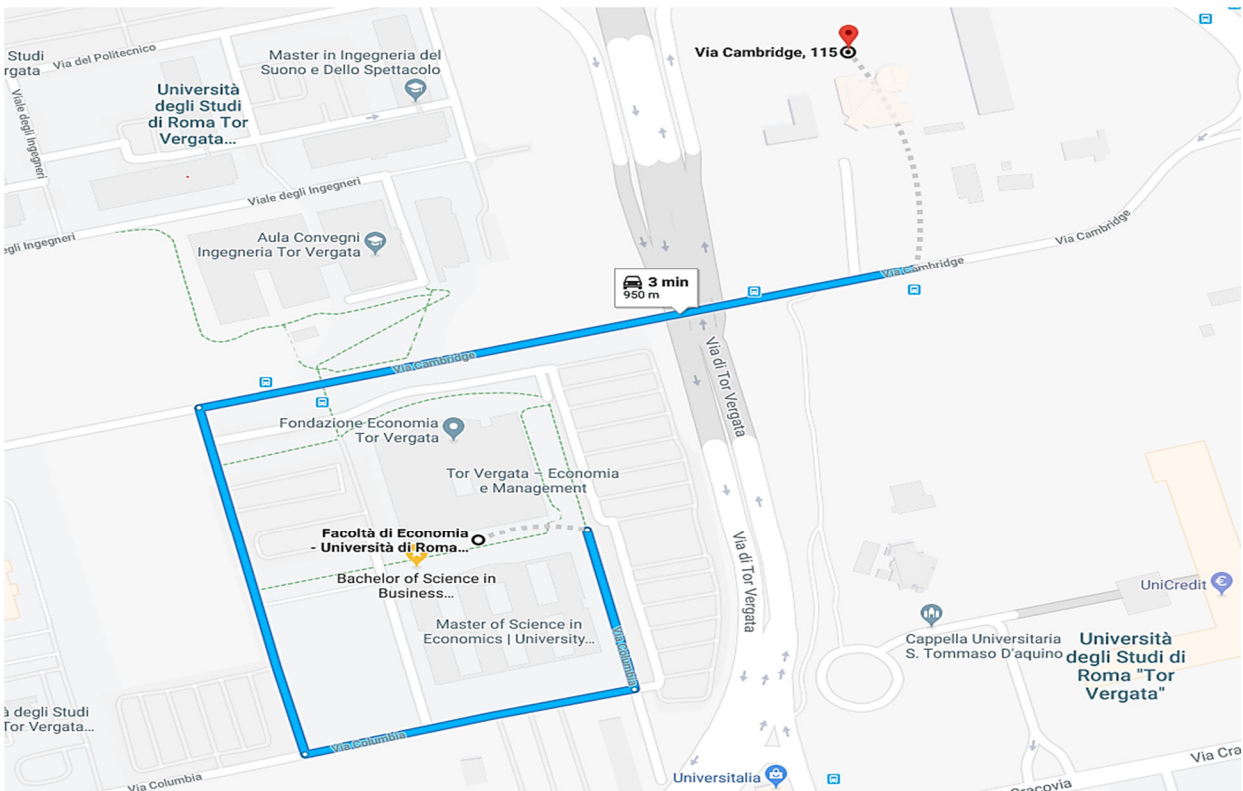 Studi
rgata
Via del Politecnico
Viale degli Ingegneri
Università
degli Studi
di Roma Tor
Vergata...
Master in Ingegneria del
Suono e Dello Spettacolo
Via Cambridge, 115
Viale degli Ingegneri
egli Ingegneri
Aula Convegni
Ingegneria Tor Vergata
Via Cambridge
Via Cambridge
3 min
950 m
Via di Tor Vergata
Via Cambridge
Fondazione Economia
Tor Vergata
Tor Vergata – Economia
e Management
Facoltà di Economia
- Università di Roma...
Bachelor of Science in
Business...
Master of Science in
Economics | University...
Via Columbia
Via di Tor Vergata
UniCredit
Cappella Universitaria
S. Tommaso D'aquino
Università
degli Studi di
Roma "Tor
Vergata"
à degli Studi
Tor Vergata...
Via Columbia
Via Columbia
Universitalia
Via Cra
Cracovia